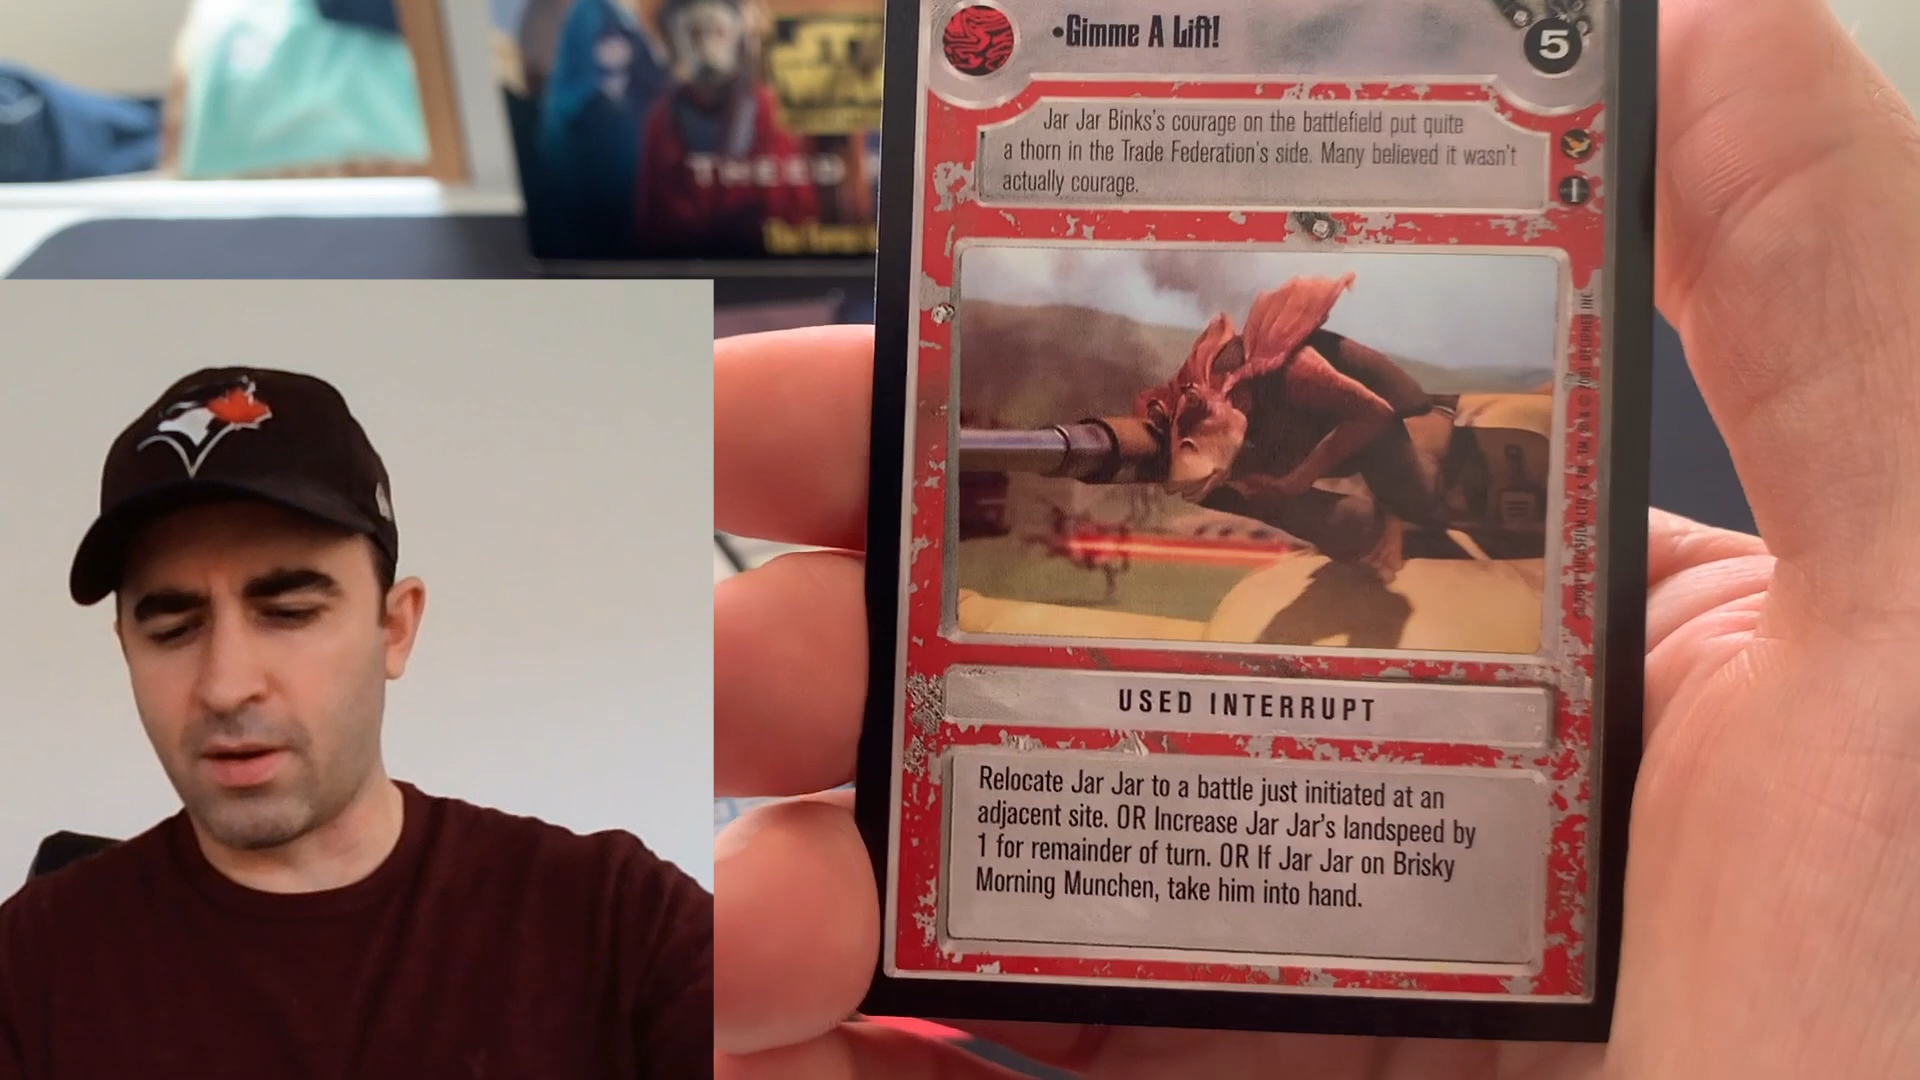 •Gimme A Lift!
5
Jar Jar Binks's courage on the battlefield put quite
a thorn in the Trade Federation's side. Many believed it wasn't
actually courage.
STAR
WARS
THEED
USED INTERRUPT
Relocate Jar Jar to a battle just initiated at an
adjacent site. OR Increase Jar Jar's landspeed by
1 for remainder of turn. OR If Jar Jar on Brisky
Morning Munchen, take him into hand.